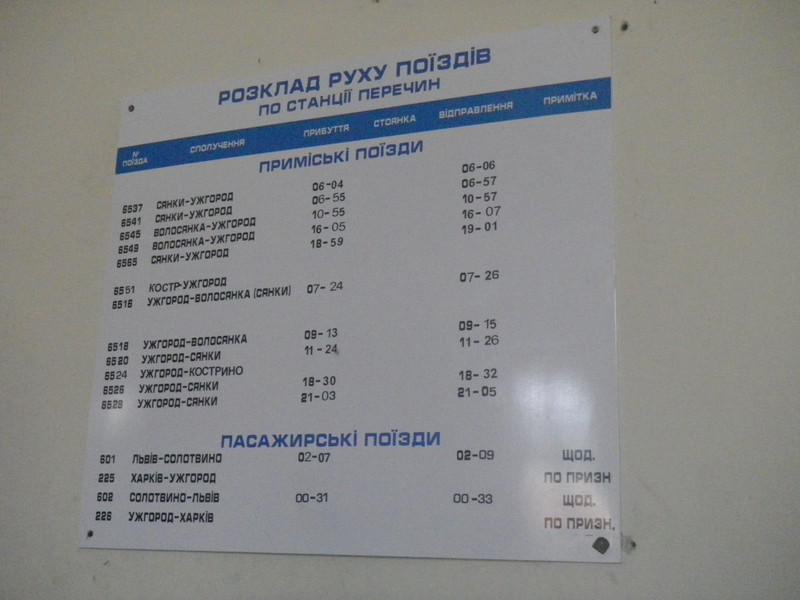 РОЗКЛАД РУХУ ПОЇЗДІВ
ПО СТАНЦІЇ ПЕРЕЧИН
№ ПОЇЗДА СПОЛУЧЕННЯ ПРИБУТТЯ СТОЯНКА ВІДПРАВЛЕННЯ ПРИМІТКА
ПРИМІСЬКІ ПОЇЗДИ
6537 СЯНКИ-УЖГОРОД 06-04 06-06
6541 СЯНКИ-УЖГОРОД 06-55 06-57
6545 ВОЛОСЯНКА-УЖГОРОД 10-55 10-57
6549 ВОЛОСЯНКА-УЖГОРОД 16-05 16-07
6565 СЯНКИ-УЖГОРОД 18-59 19-01
6551 КОСТР-УЖГОРОД
6516 УЖГОРОД-ВОЛОСЯНКА (СЯНКИ) 07-24 07-26
6518 УЖГОРОД-ВОЛОСЯНКА 09-13 09-15
6520 УЖГОРОД-СЯНКИ 11-24 11-26
6524 УЖГОРОД-КОСТРИНО
6526 УЖГОРОД-СЯНКИ 18-30 18-32
6528 УЖГОРОД-СЯНКИ 21-03 21-05
ПАСАЖИРСЬКІ ПОЇЗДИ
601 ЛЬВІВ-СОЛОТВИНО 02-07 02-09 ЩОД.
225 ХАРКІВ-УЖГОРОД ПО ПРИЗН
602 СОЛОТВИНО-ЛЬВІВ 00-31 00-33 ЩОД.
226 УЖГОРОД-ХАРКІВ ПО ПРИЗН.